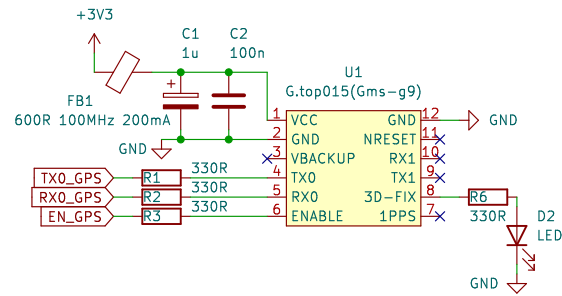 +3V3
C1
1u
C2
100n
FB1
600R 100MHz 200mA
GND
U1
G.top015(Gms-g9)
1 VCC
2 GND
3 VBACKUP
4 TX0
5 RX0
6 ENABLE
GND 12
NRESET 11
RX1 10
TX1 9
3D-FIX 8
1PPS 7
GND
TX0_GPS R1 330R
RX0_GPS R2 330R
EN_GPS R3 330R
R6
330R
D2
LED
GND